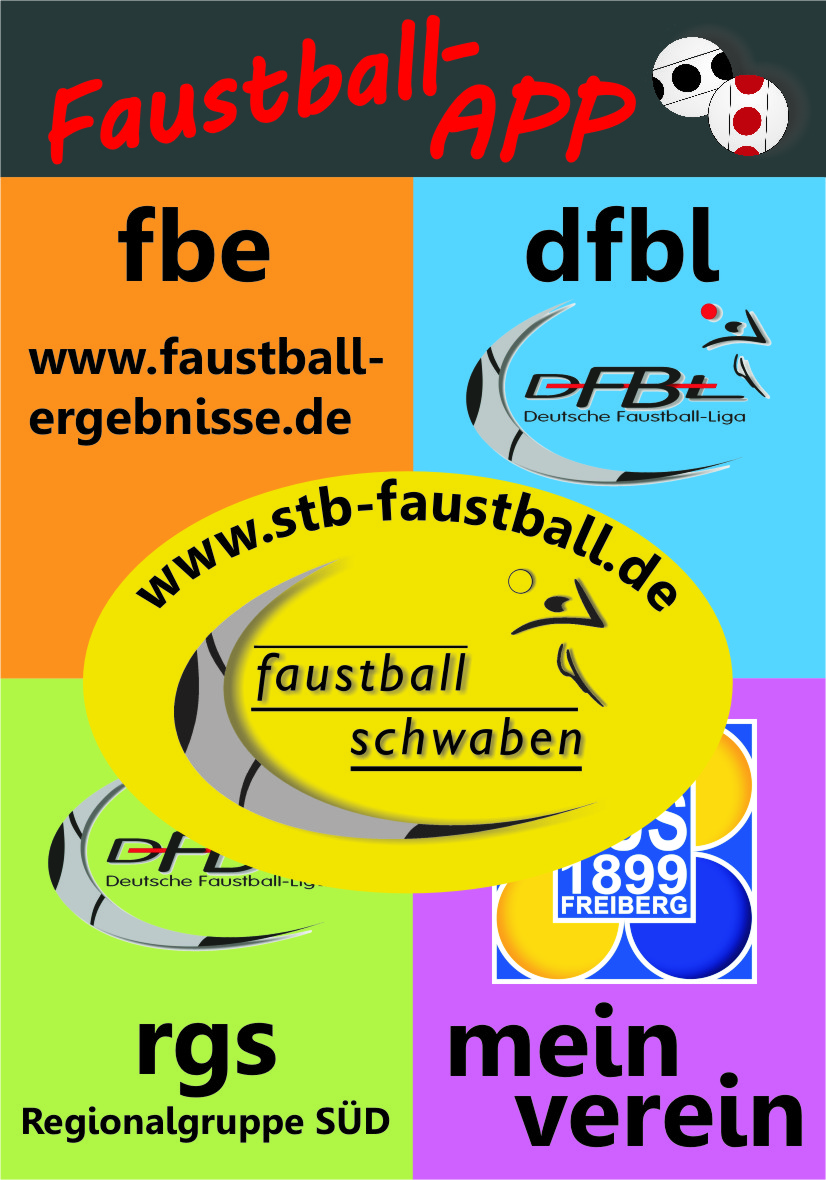 Faustball-
APP
fbe
www.faustball-
ergebnisse.de
dfbl
DFBL
Deutsche Faustball-Liga
www.stb-faustball.de
faustball
schwaben
Deutsche Faustball-Liga
rgs
Regionalgruppe SÜD
1899
FREIBERG
mein
verein